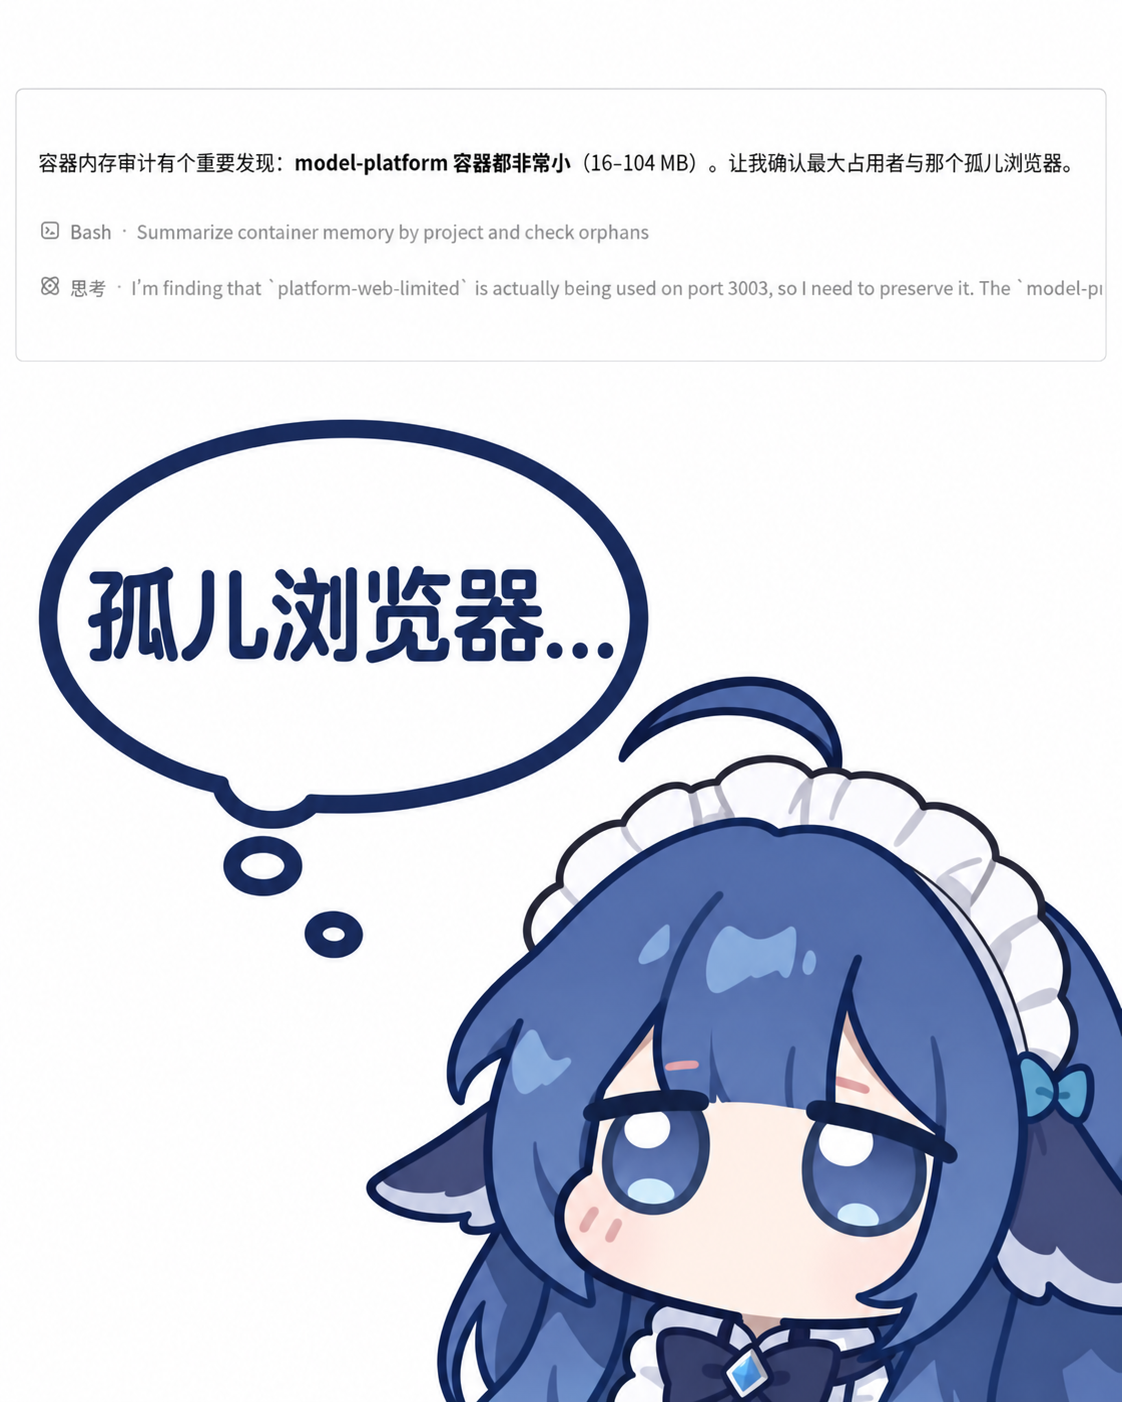 容器内存审计有个重要发现：model-platform 容器都非常小（16–104 MB）。让我确认最大占用者与那个孤儿浏览器。
Bash · Summarize container memory by project and check orphans
思考 · I’m finding that `platform-web-limited` is actually being used on port 3003, so I need to preserve it. The `model-p
孤儿浏览器...